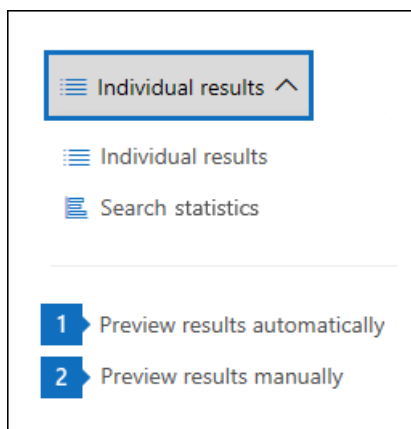 Individual results
Individual results
Search statistics
1 Preview results automatically
2 Preview results manually